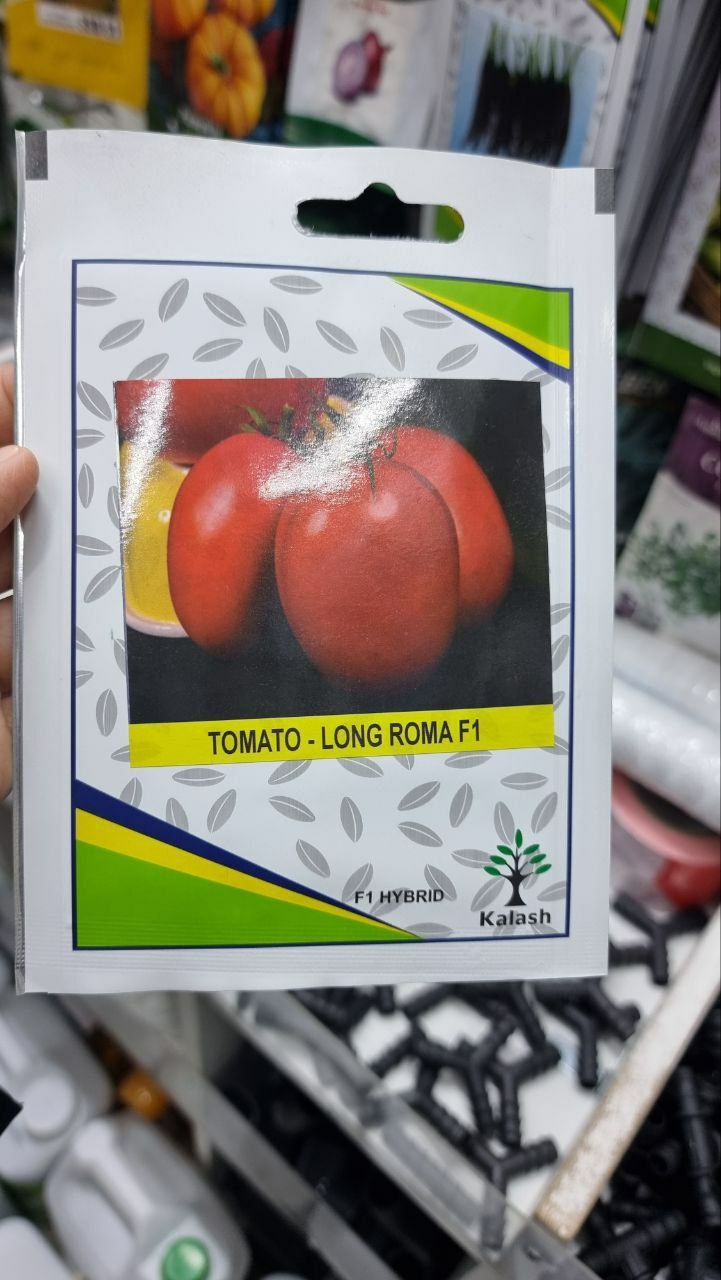 TOMATO - LONG ROMA F1
F1 HYBRID
Kalash